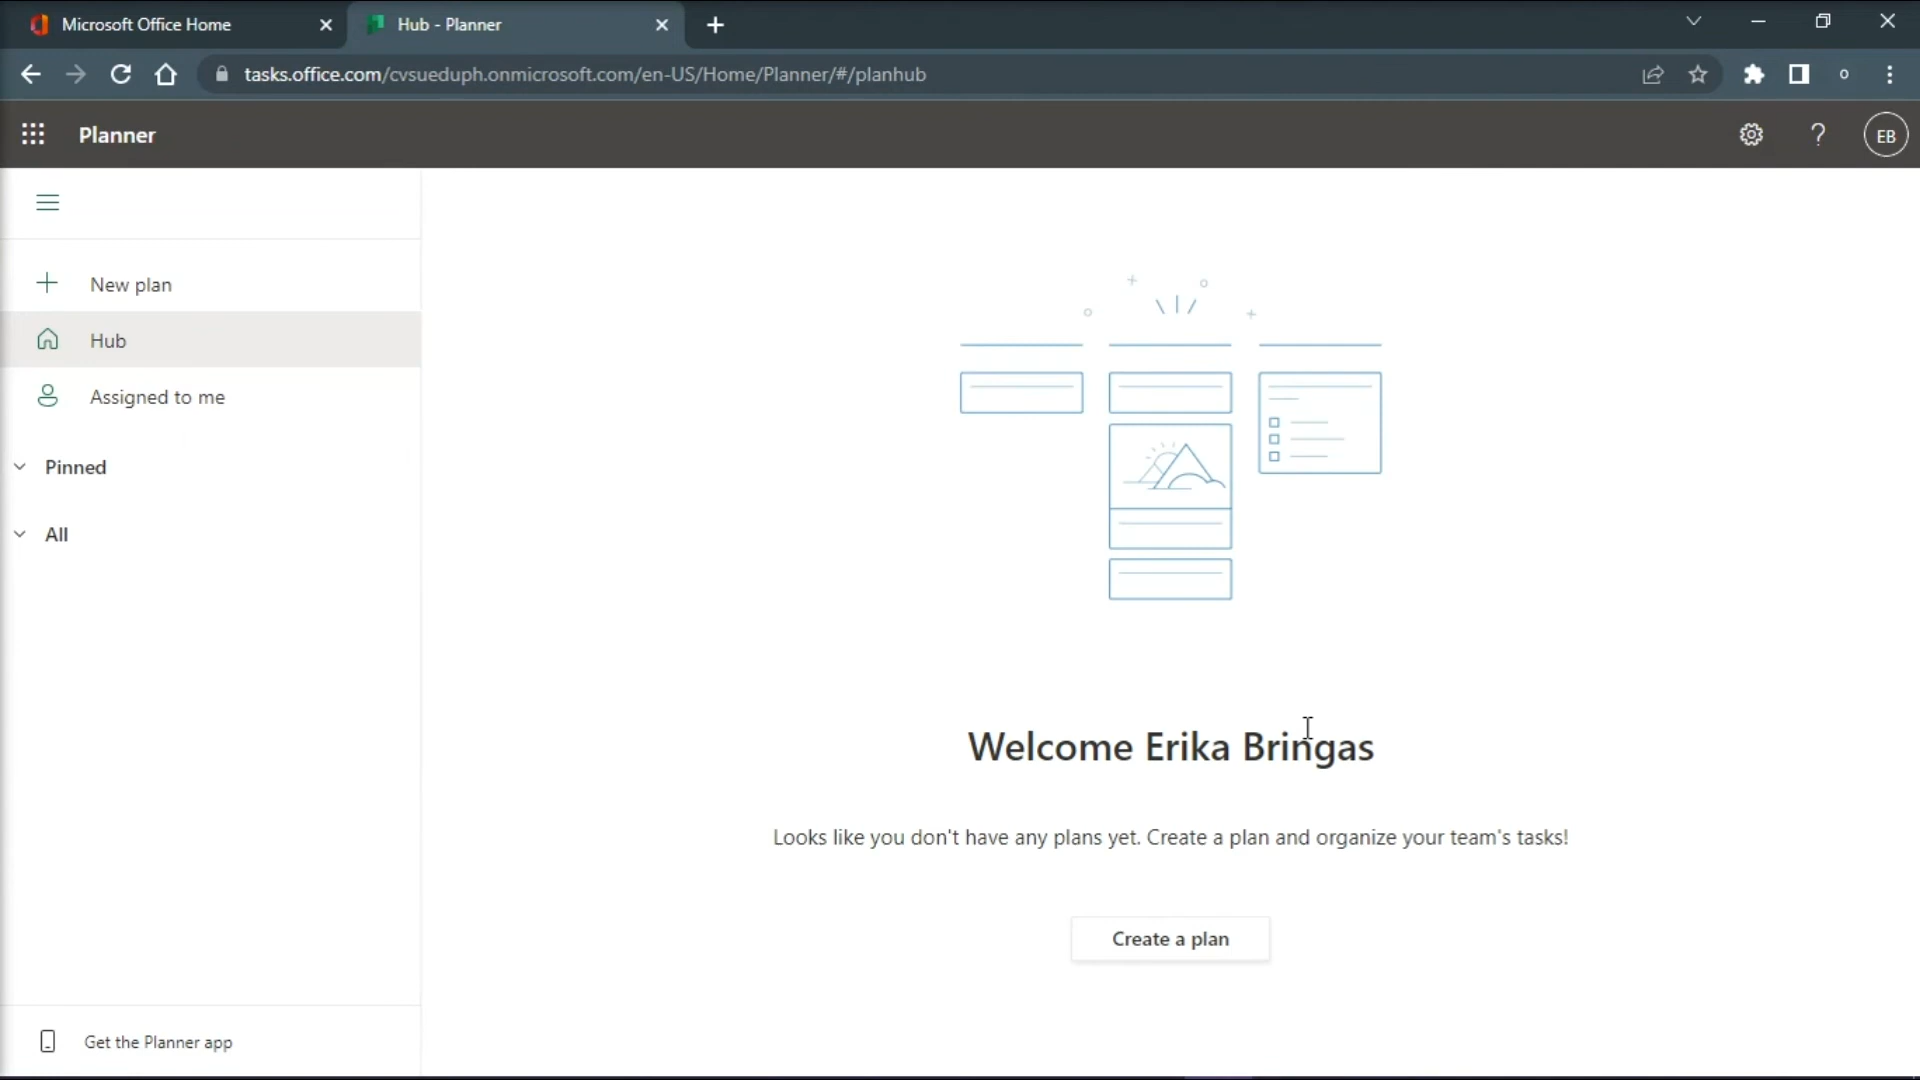 Microsoft Office Home
Hub - Planner
tasks.office.com/cvsueduph.onmicrosoft.com/en-US/Home/Planner/#/planhub
o
Planner
?
EB
New plan
Hub
Assigned to me
Pinned
All
Welcome Erika Bringas
Looks like you don't have any plans yet. Create a plan and organize your team's tasks!
Create a plan
Get the Planner app